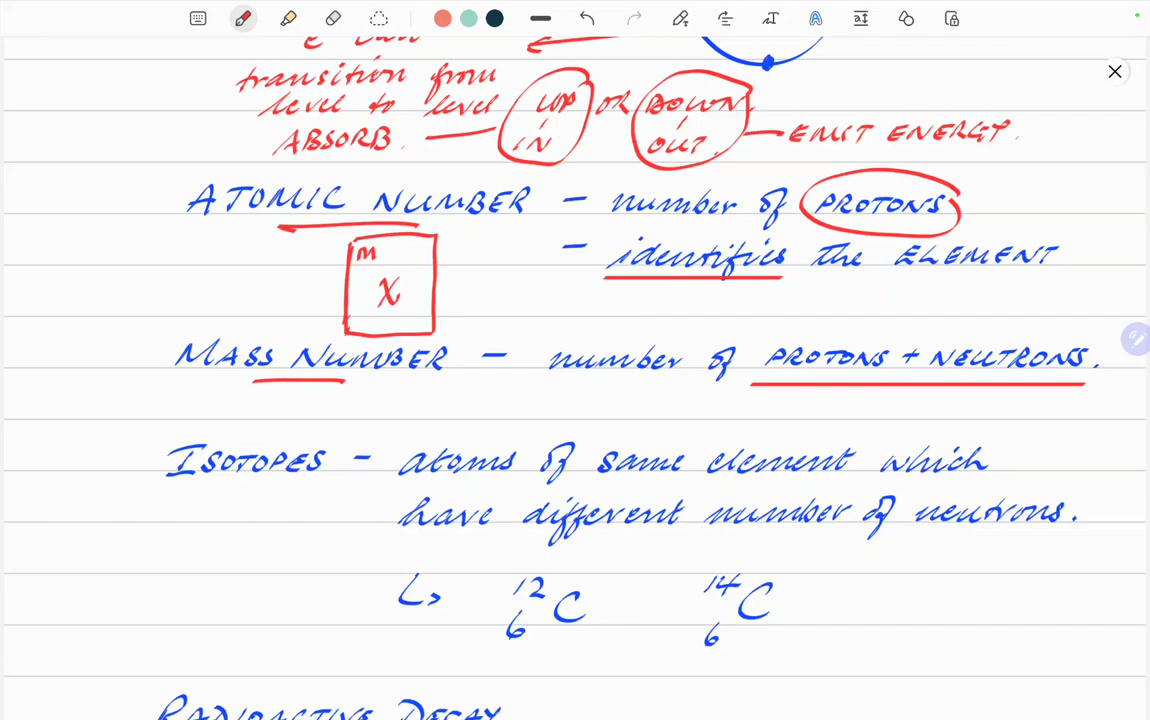 transition from
level to level UP OR DOWN.
ABSORB. IN OUT. EMIT ENERGY.
ATOMIC NUMBER - number of PROTONS
- identifies the ELEMENT
m
X
MASS NUMBER - number of PROTONS + NEUTRONS.
ISOTOPES - atoms of same element which
have different number of neutrons.
↳ 12 6 C 14 6 C
RADIOACTIVE DECAY